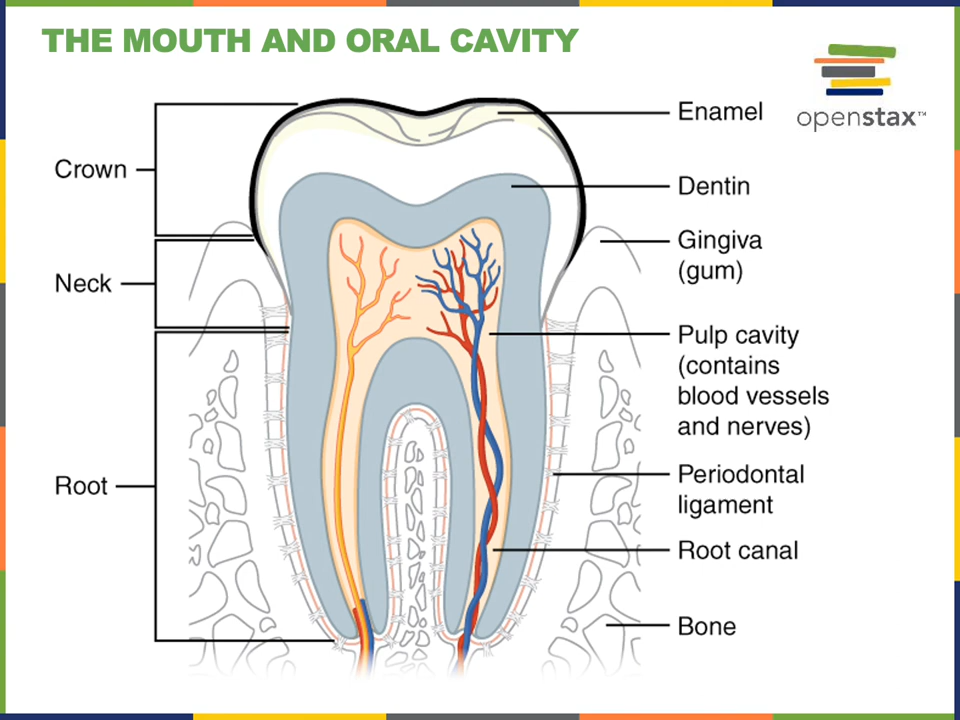 THE MOUTH AND ORAL CAVITY
openstax™
Crown
Neck
Root
Enamel
Dentin
Gingiva
(gum)
Pulp cavity
(contains
blood vessels
and nerves)
Periodontal
ligament
Root canal
Bone